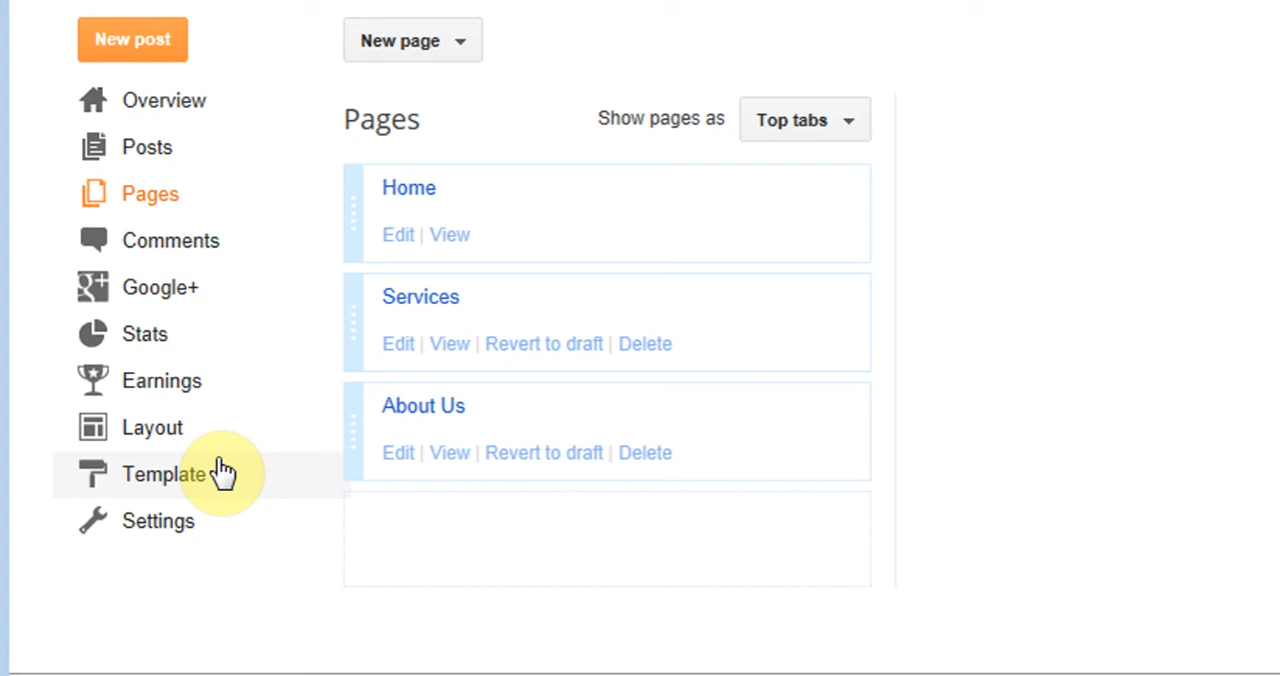 New post
New page
Overview
Posts
Pages
Comments
Google+
Stats
Earnings
Layout
Template
Settings
Pages
Show pages as
Top tabs
Home
Edit | View
Services
Edit | View | Revert to draft | Delete
About Us
Edit | View | Revert to draft | Delete